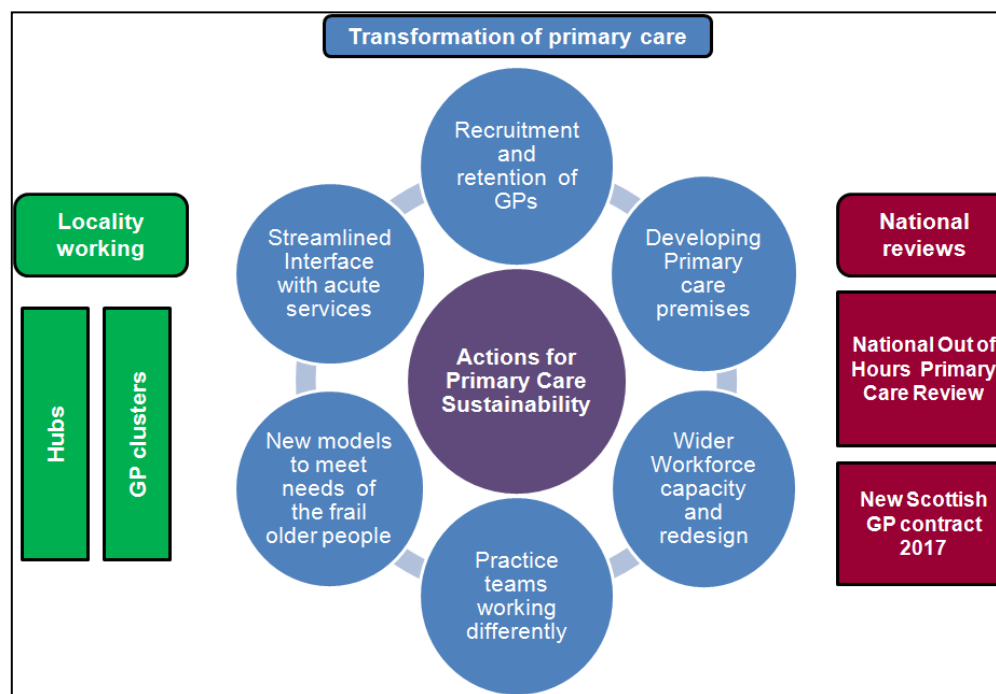 Transformation of primary care
Recruitment
and
retention of
GPs
Locality
working
Streamlined
Interface
with acute
services
Developing
Primary
care
premises
National
reviews
Hubs
GP clusters
Actions for
Primary Care
Sustainability
National Out of
Hours Primary
Care Review
New models
to meet
needs of
the frail
older people
Wider
Workforce
capacity
and
redesign
New Scottish
GP contract
2017
Practice
teams
working
differently